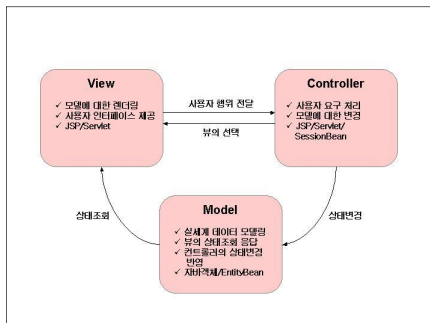 View
✓ 모델에 대한 렌더링
✓ 사용자 인터페이스 제공
✓ JSP/Servlet
사용자 행위 전달
뷰의 선택
Controller
✓ 사용자 요구 처리
✓ 모델에 대한 변경
✓ JSP/Servlet/
SessionBean
상태조회
상태변경
Model
✓ 실세계 데이터 모델링
✓ 뷰의 상태조회 응답
✓ 컨트롤러의 상태변경
반영
✓ 자바객체/EntityBean